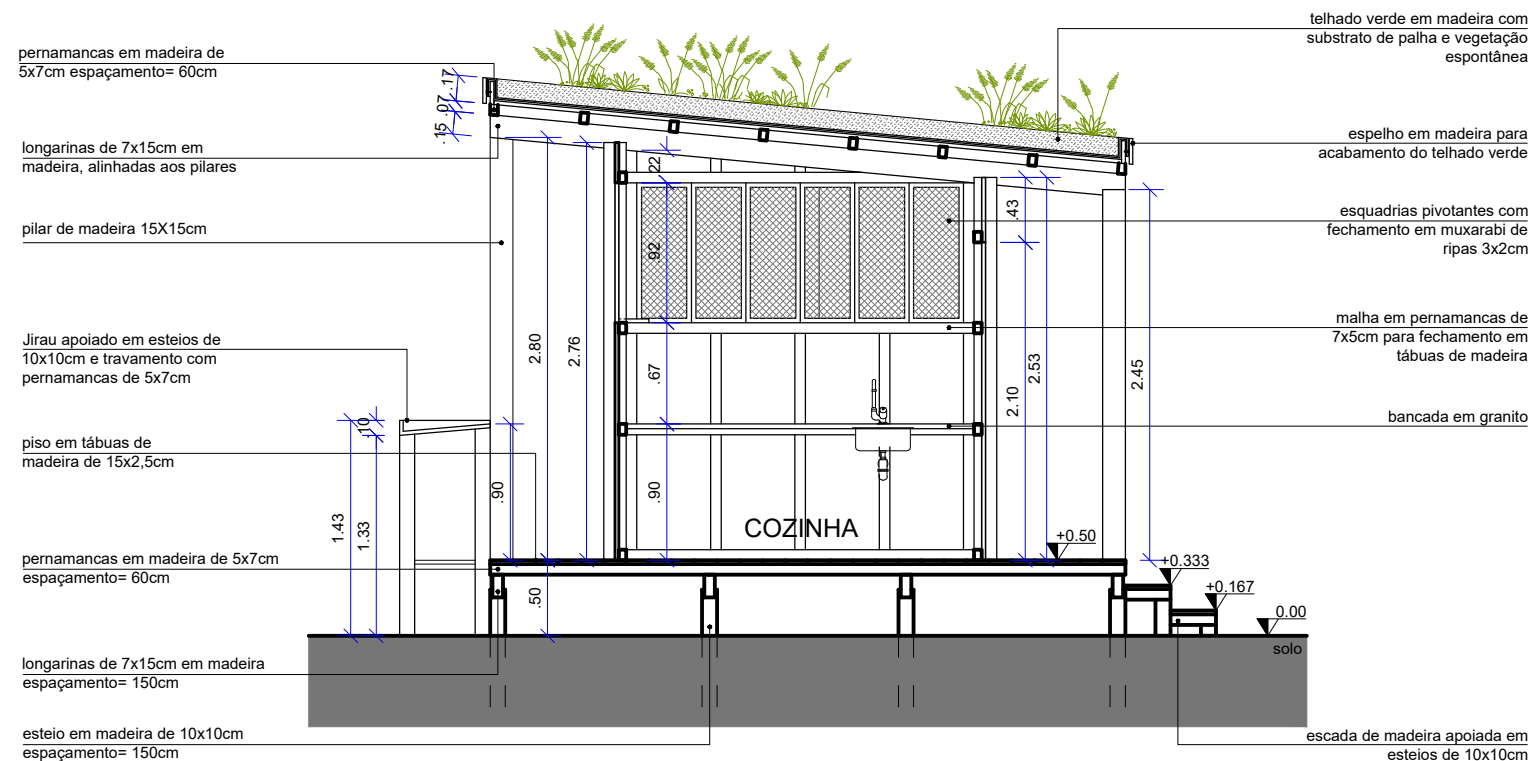 pernamancas em madeira de
5x7cm espaçamento= 60cm
longarinas de 7x15cm em
madeira, alinhadas aos pilares
pilar de madeira 15X15cm
Jirau apoiado em esteios de
10x10cm e travamento com
pernamancas de 5x7cm
piso em tábuas de
madeira de 15x2,5cm
pernamancas em madeira de 5x7cm
espaçamento= 60cm
longarinas de 7x15cm em madeira
espaçamento= 150cm
esteio em madeira de 10x10cm
espaçamento= 150cm
.17
.07
.15
2.80
2.76
.22
.92
.67
.90
.90
.10
1.43
1.33
.50
COZINHA
.43
2.10
2.53
2.45
+0.50
+0.333
+0.167
0.00
solo
telhado verde em madeira com
substrato de palha e vegetação
espontânea
espelho em madeira para
acabamento do telhado verde
esquadrias pivotantes com
fechamento em muxarabi de
ripas 3x2cm
malha em pernamancas de
7x5cm para fechamento em
tábuas de madeira
bancada em granito
escada de madeira apoiada em
esteios de 10x10cm